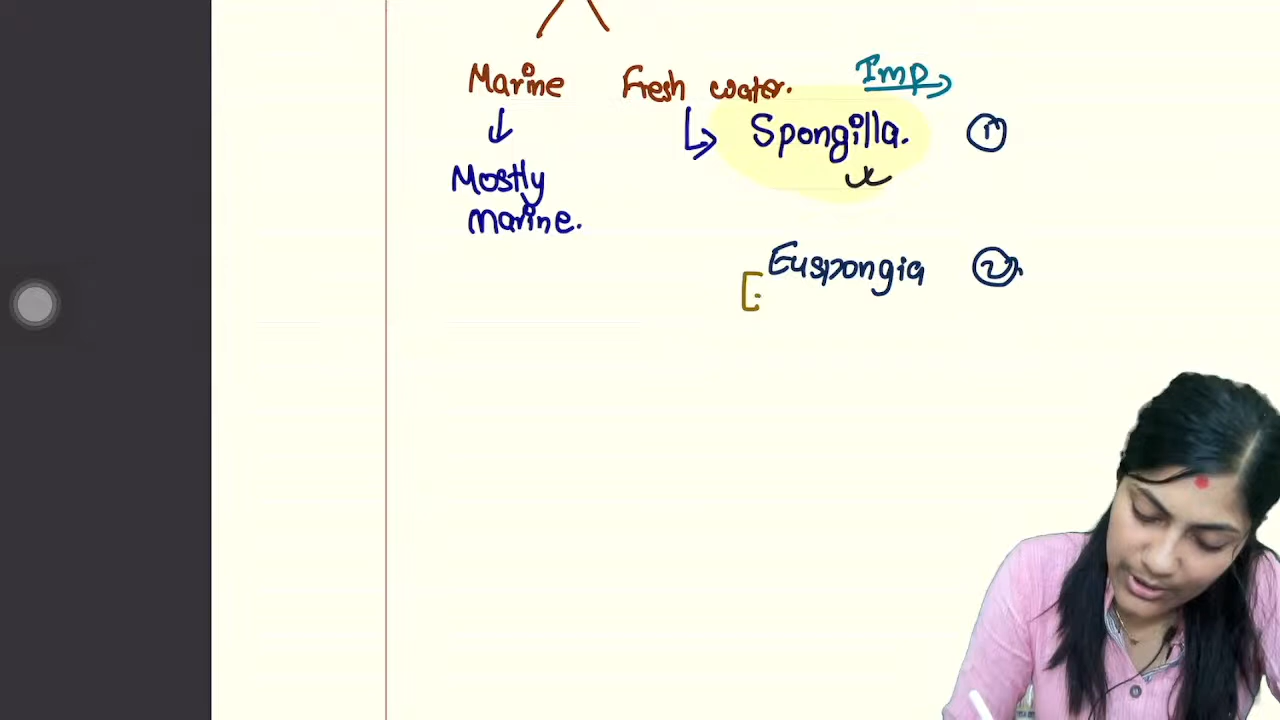 Marine Fresh water. Imp
Spongilla. 1
Mostly
marine.
Euspongia 2
[